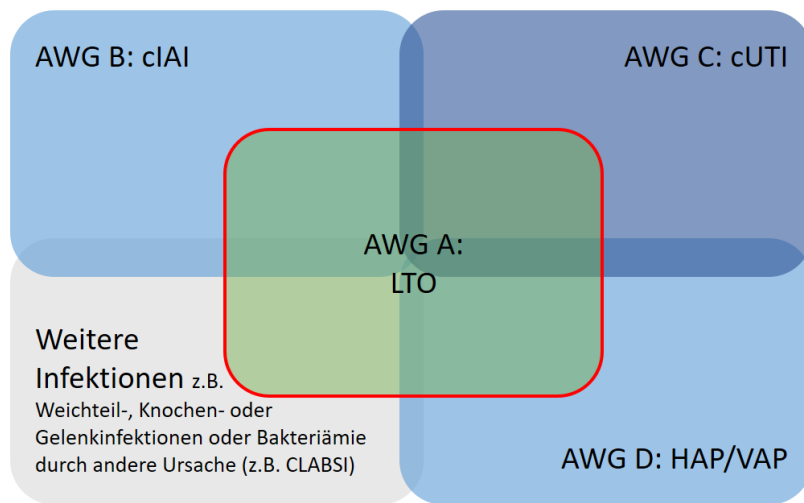 AWG B: cIAI
AWG C: cUTI
AWG A:
LTO
Weitere
Infektionen z.B.
Weichteil-, Knochen- oder
Gelenkinfektionen oder Bakteriämie
durch andere Ursache (z.B. CLABSI)
AWG D: HAP/VAP